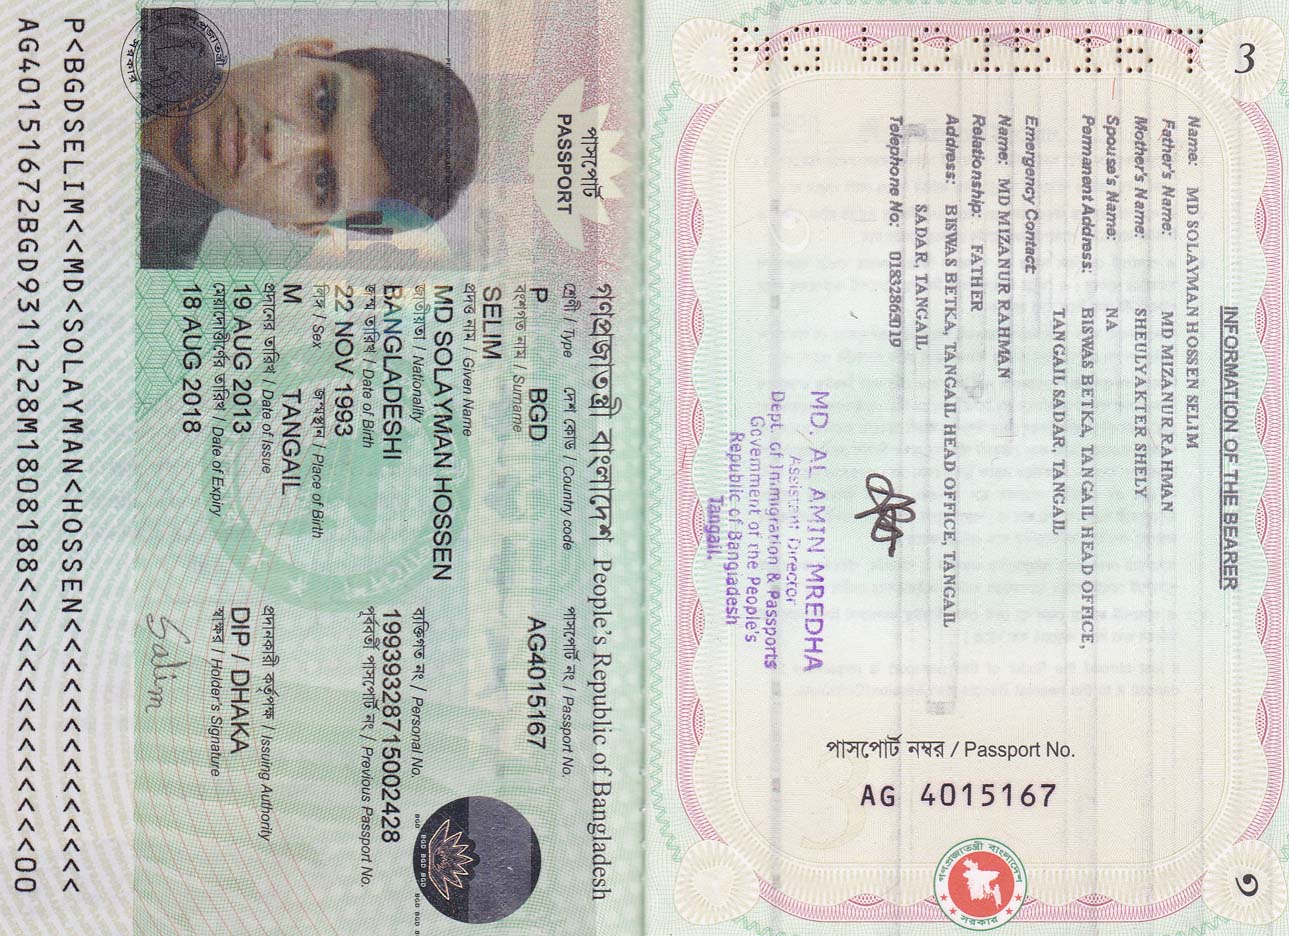 3
১
INFORMATION OF THE BEARER
Name: MD SOLAYMAN HOSSEN SELIM
Father's Name: MD MIZANUR RAHMAN
Mother's Name: SHEULYAKTER SHELY
Spouse's Name: NA
Permanent Address: BISWAS BETKA, TANGAIL HEAD OFFICE,
TANGAIL SADAR, TANGAIL
Emergency Contact:
Name: MD MIZANUR RAHMAN
Relationship: FATHER
Address: BISWAS BETKA, TANGAIL HEAD OFFICE, TANGAIL
SADAR, TANGAIL
Telephone No: 01832865019
পাসপোর্ট নম্বর / Passport No.
AG 4015167
MD. AL AMIN MREDHA
Assistant Director
Dept. of Immigration & Passports
Government of the People's
Republic of Bangladesh
Tangail.
পাসপোর্ট
PASSPORT
গণপ্রজাতন্ত্রী বাংলাদেশ People's Republic of Bangladesh
শ্রেণী / Type দেশ কোড / Country code পাসপোর্ট নং / Passport No.
P BGD AG4015167
বংশগত নাম / Surname
SELIM
প্রদত্ত নাম / Given Name
MD SOLAYMAN HOSSEN
জাতীয়তা / Nationality ব্যক্তিগত নং / Personal No.
BANGLADESHI 19939328715002428
জন্ম তারিখ / Date of Birth পূর্ববর্তী পাসপোর্ট নং / Previous Passport No.
22 NOV 1993
লিঙ্গ / Sex জন্মস্থান / Place of Birth
M TANGAIL
প্রদানের তারিখ / Date of Issue প্রদানকারী কর্তৃপক্ষ / Issuing Authority
19 AUG 2013 DIP / DHAKA
মেয়াদোত্তীর্ণের তারিখ / Date of Expiry স্বাক্ষর / Holder's Signature
18 AUG 2018
Salim
BGD BGD BGD
P<BGDSELIM<<MD<SOLAYMAN<HOSSEN<<<<<<<<<<<<<<
AG40151672BGD9311228M1808188<<<<<<<<<<<<<<00